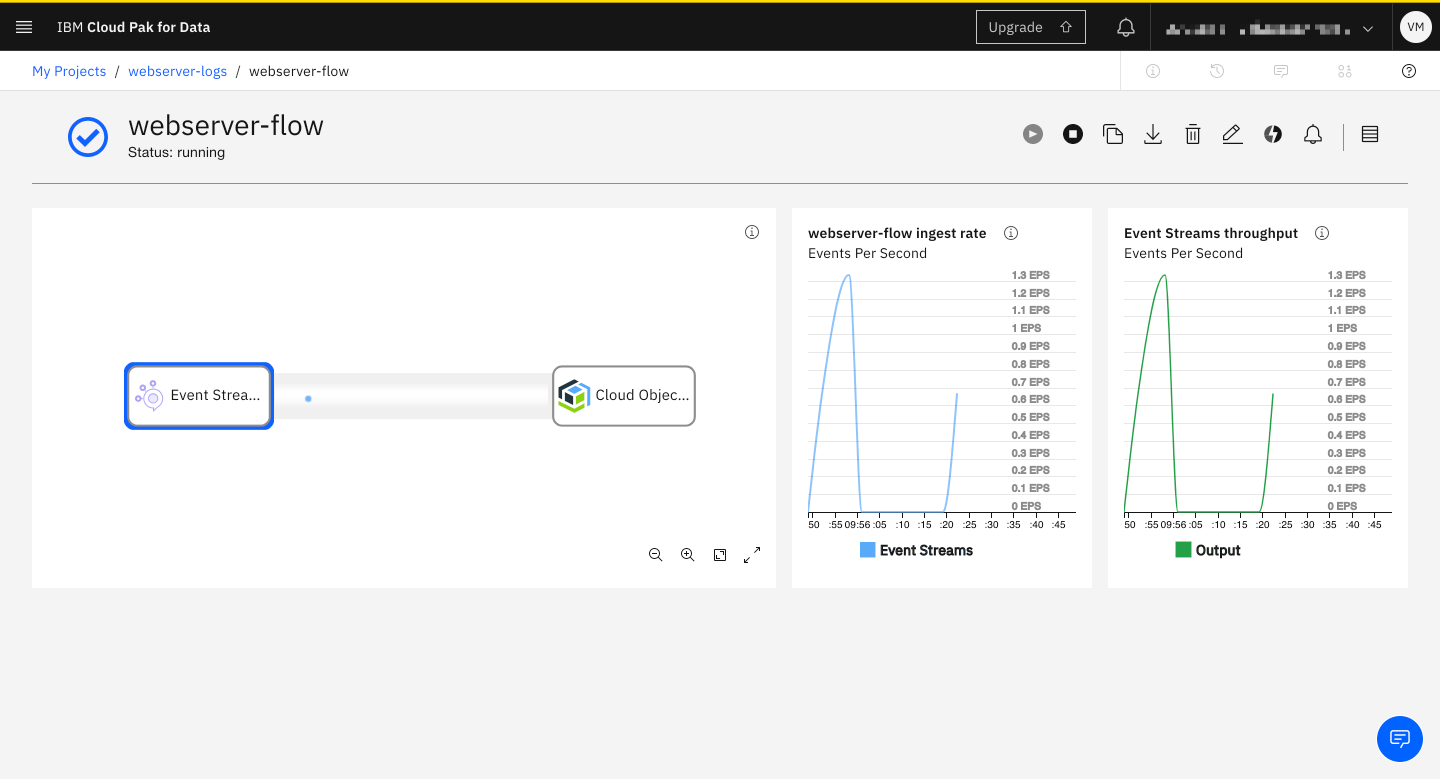 IBM Cloud Pak for Data
Upgrade
VM
My Projects / webserver-logs / webserver-flow
webserver-flow
Status: running
Event Strea...
Cloud Objec...
webserver-flow ingest rate
Events Per Second
1.3 EPS
1.2 EPS
1.1 EPS
1 EPS
0.9 EPS
0.8 EPS
0.7 EPS
0.6 EPS
0.5 EPS
0.4 EPS
0.3 EPS
0.2 EPS
0.1 EPS
0 EPS
50 :55 09:56 :05 :10 :15 :20 :25 :30 :35 :40 :45
Event Streams
Event Streams throughput
Events Per Second
1.3 EPS
1.2 EPS
1.1 EPS
1 EPS
0.9 EPS
0.8 EPS
0.7 EPS
0.6 EPS
0.5 EPS
0.4 EPS
0.3 EPS
0.2 EPS
0.1 EPS
0 EPS
50 :55 09:56 :05 :10 :15 :20 :25 :30 :35 :40 :45
Output